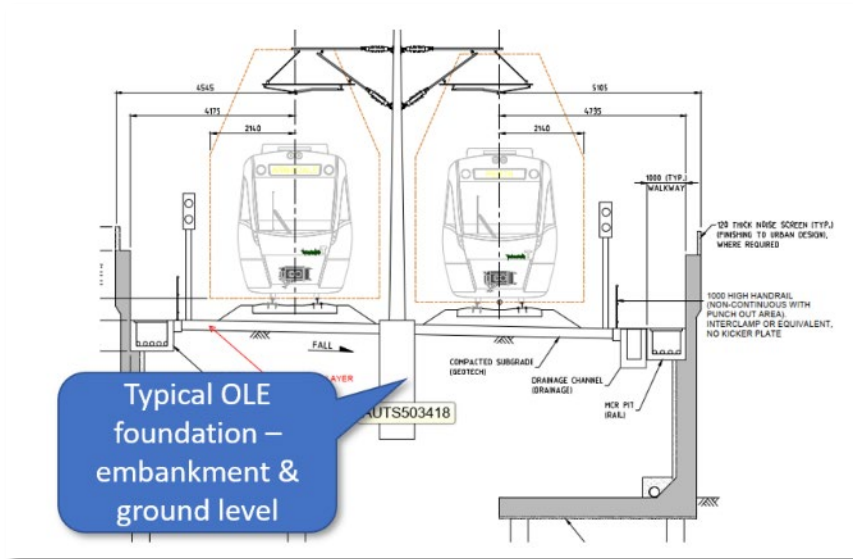 4545
5105
4175
4795
2140
2140
1000 (TYP.)
WALKWAY
120 THICK NOISE SCREEN (TYP.)
(FINISHING TO URBAN DESIGN),
WHERE REQUIRED
1000 HIGH HANDRAIL
(NON-CONTINUOUS WITH
PUNCH OUT AREA).
INTERCLAMP OR EQUIVALENT,
NO KICKER PLATE
FALL
LAYER
COMPACTED SUBGRADE
(GEOTECH)
DRAINAGE CHANNEL
(DRAINAGE)
MCR PIT
(RAIL)
AUTS503418
Typical OLE
foundation –
embankment &
ground level